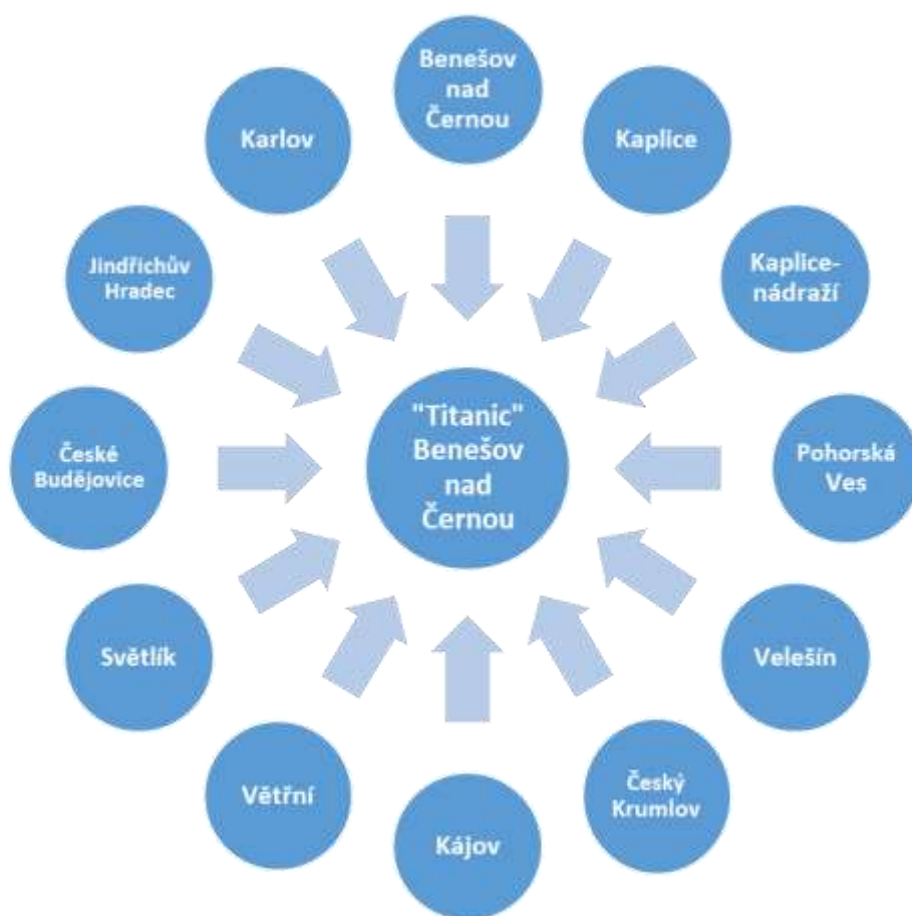 Benešov
nad
Černou
Kaplice
Kaplice-
nádraží
Pohorská
Ves
Velešín
Český
Krumlov
Kájov
Větřní
Světlík
České
Budějovice
Jindřichův
Hradec
Karlov
"Titanic"
Benešov
nad
Černou